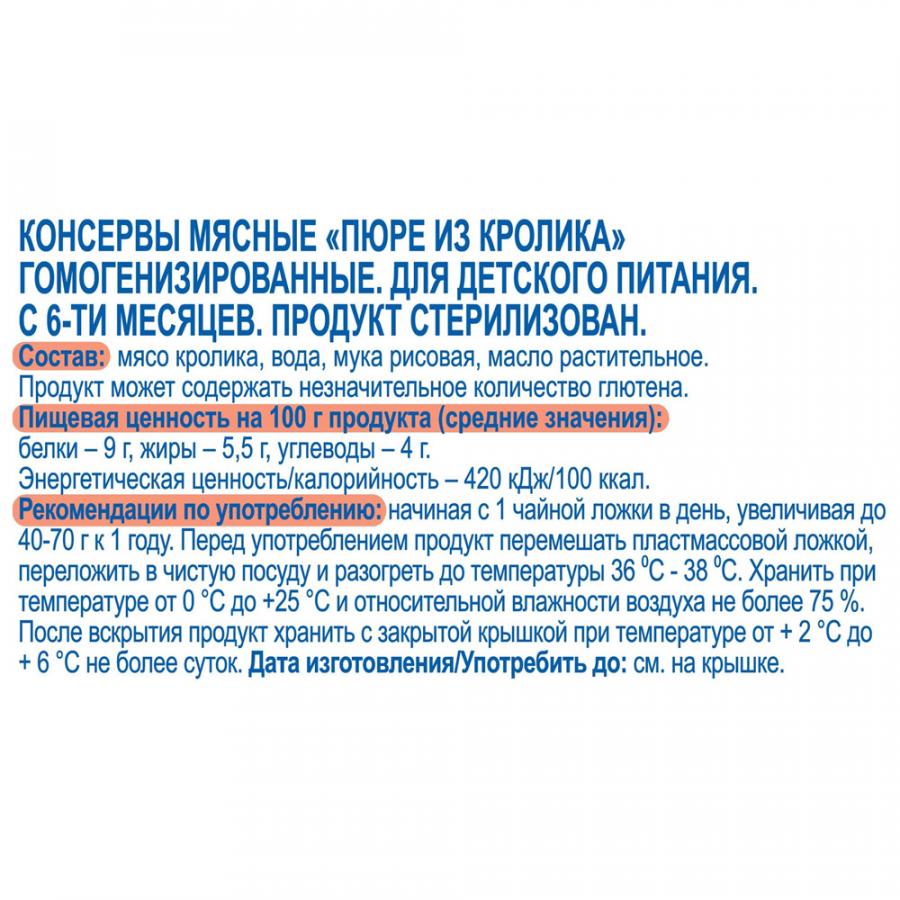 КОНСЕРВЫ МЯСНЫЕ «ПЮРЕ ИЗ КРОЛИКА»
ГОМОГЕНИЗИРОВАННЫЕ. ДЛЯ ДЕТСКОГО ПИТАНИЯ.
С 6-ТИ МЕСЯЦЕВ. ПРОДУКТ СТЕРИЛИЗОВАН.
Состав: мясо кролика, вода, мука рисовая, масло растительное.
Продукт может содержать незначительное количество глютена.
Пищевая ценность на 100 г продукта (средние значения):
белки – 9 г, жиры – 5,5 г, углеводы – 4 г.
Энергетическая ценность/калорийность – 420 кДж/100 ккал.
Рекомендации по употреблению: начиная с 1 чайной ложки в день, увеличивая до
40-70 г к 1 году. Перед употреблением продукт перемешать пластмассовой ложкой,
переложить в чистую посуду и разогреть до температуры 36 ⁰С - 38 ⁰С. Хранить при
температуре от 0 °С до +25 °С и относительной влажности воздуха не более 75 %.
После вскрытия продукт хранить с закрытой крышкой при температуре от + 2 °С до
+ 6 °С не более суток. Дата изготовления/Употребить до: см. на крышке.